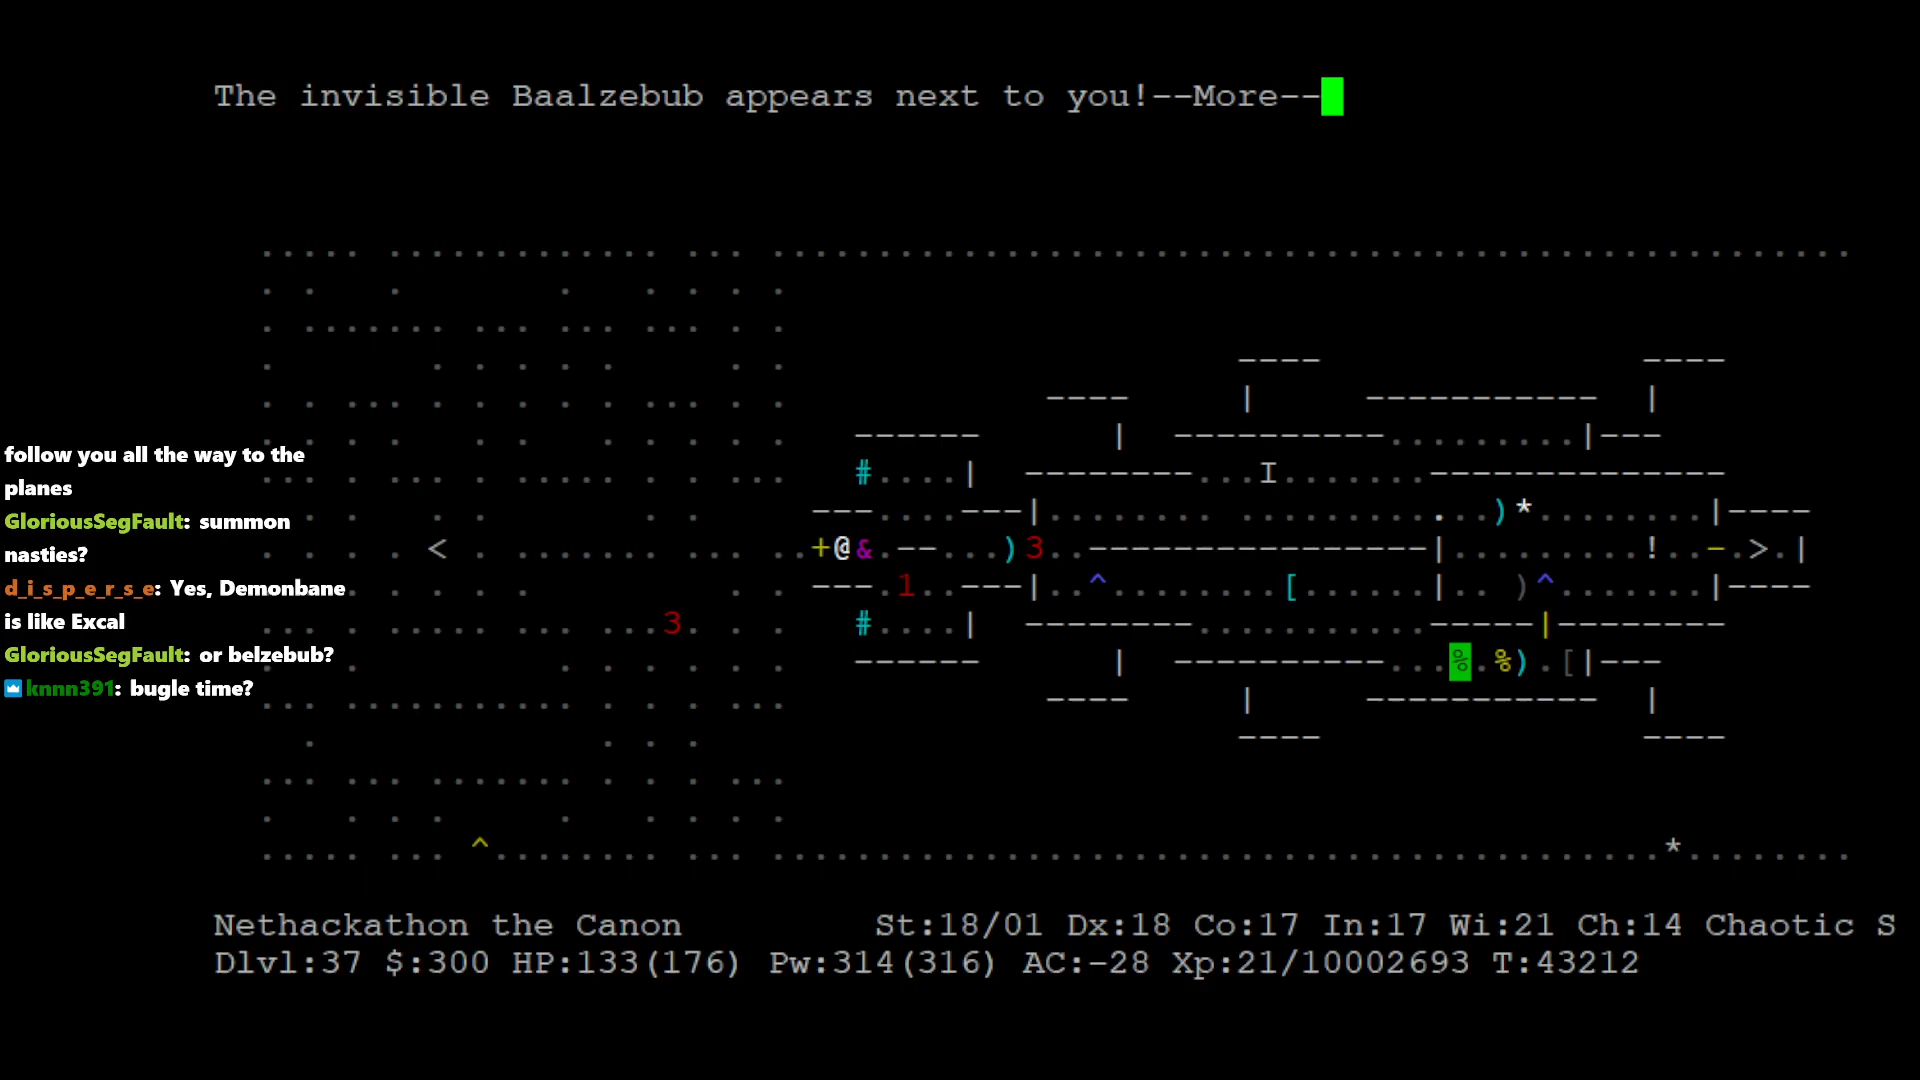 The invisible Baalzebub appears next to you!--More--
follow you all the way to the
planes
GloriousSegFault: summon
nasties?
d_i_s_p_e_r_s_e: Yes, Demonbane
is like Excal
GloriousSegFault: or belzebub?
knnn391: bugle time?
Nethackathon the Canon St:18/01 Dx:18 Co:17 In:17 Wi:21 Ch:14 Chaotic S
Dlvl:37 $:300 HP:133(176) Pw:314(316) AC:-28 Xp:21/10002693 T:43212